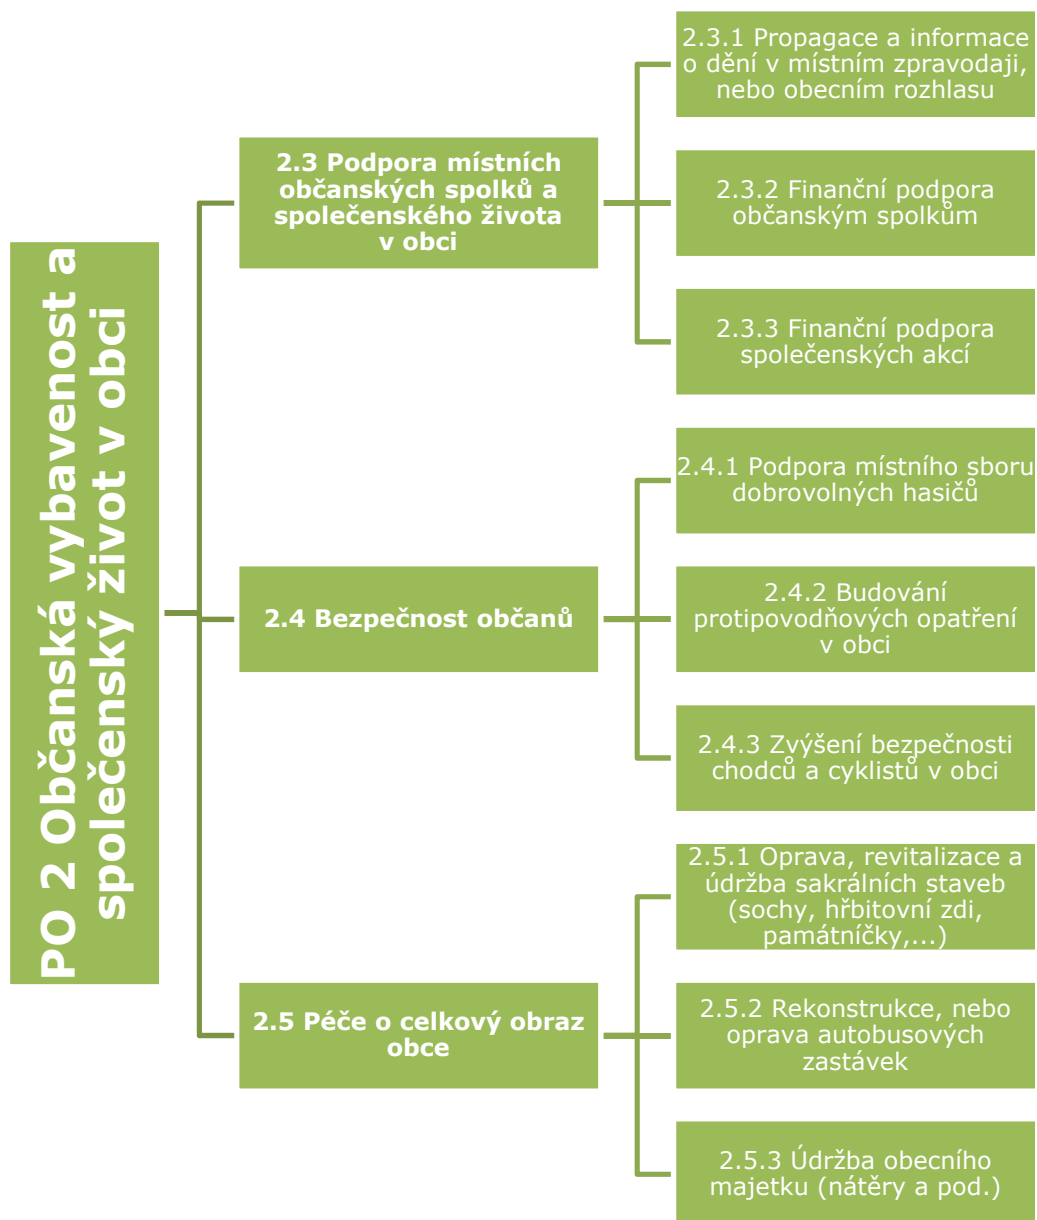 PO 2 Občanská vybavenost a
společenský život v obci
2.3 Podpora místních
občanských spolků a
společenského života
v obci
2.3.1 Propagace a informace
o dění v místním zpravodaji,
nebo obecním rozhlasu
2.3.2 Finanční podpora
občanským spolkům
2.3.3 Finanční podpora
společenských akcí
2.4 Bezpečnost občanů
2.4.1 Podpora místního sboru
dobrovolných hasičů
2.4.2 Budování
protipovodňových opatření
v obci
2.4.3 Zvýšení bezpečnosti
chodců a cyklistů v obci
2.5 Péče o celkový obraz
obce
2.5.1 Oprava, revitalizace a
údržba sakrálních staveb
(sochy, hřbitovní zdi,
památníčky,...)
2.5.2 Rekonstrukce, nebo
oprava autobusových
zastávek
2.5.3 Údržba obecního
majetku (nátěry a pod.)